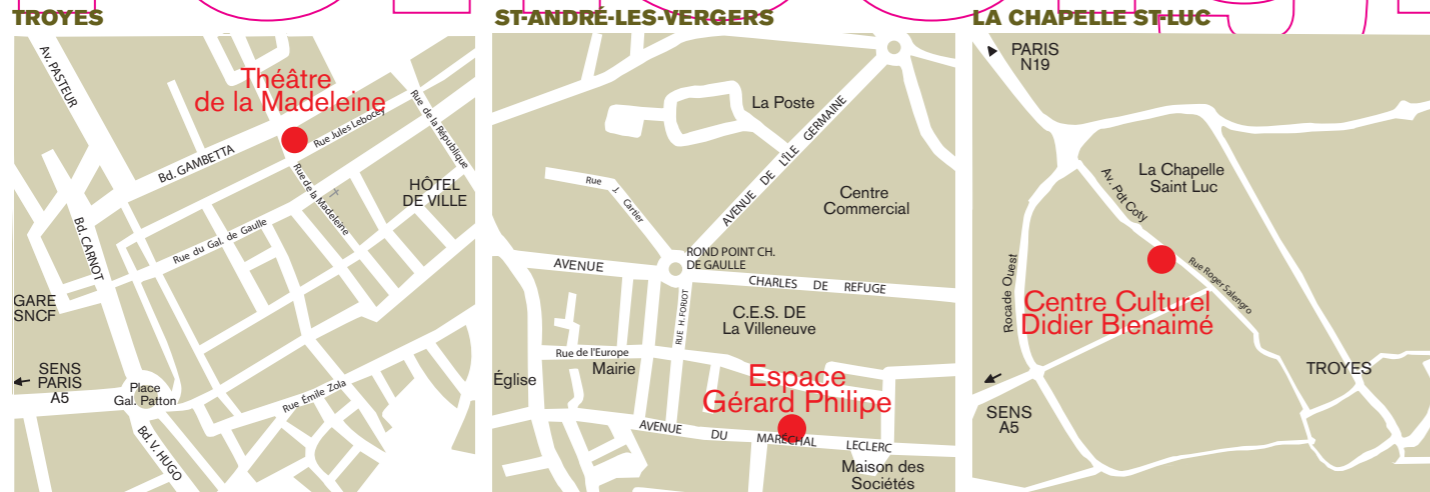 TROYES
Av. PASTEUR
Théâtre
de la Madeleine
Rue Jules Lebocey
Rue de la République
Bd. GAMBETTA
Rue de la Madeleine
HÔTEL
DE VILLE
Bd. CARNOT
Rue du Gal. de Gaulle
GARE
SNCF
SENS
PARIS
A5
Place
Gal. Patton
Rue Émile Zola
Bd. V. HUGO
ST-ANDRÉ-LES-VERGERS
La Poste
AVENUE DE L'ÎLE GERMAINE
Rue J. Cartier
Centre
Commercial
ROND POINT CH.
DE GAULLE
AVENUE CHARLES DE REFUGE
RUE H. FORIOT
C.E.S. DE
La Villeneuve
Rue de l'Europe
Mairie
Église
Espace
Gérard Philipe
AVENUE DU MARÉCHAL LECLERC
Maison des
Sociétés
LA CHAPELLE ST-LUC
PARIS
N19
La Chapelle
Saint Luc
Av. Pdt Coty
Rue Roger Salengro
Rocade Ouest
Centre Culturel
Didier Bienaimé
TROYES
SENS
A5